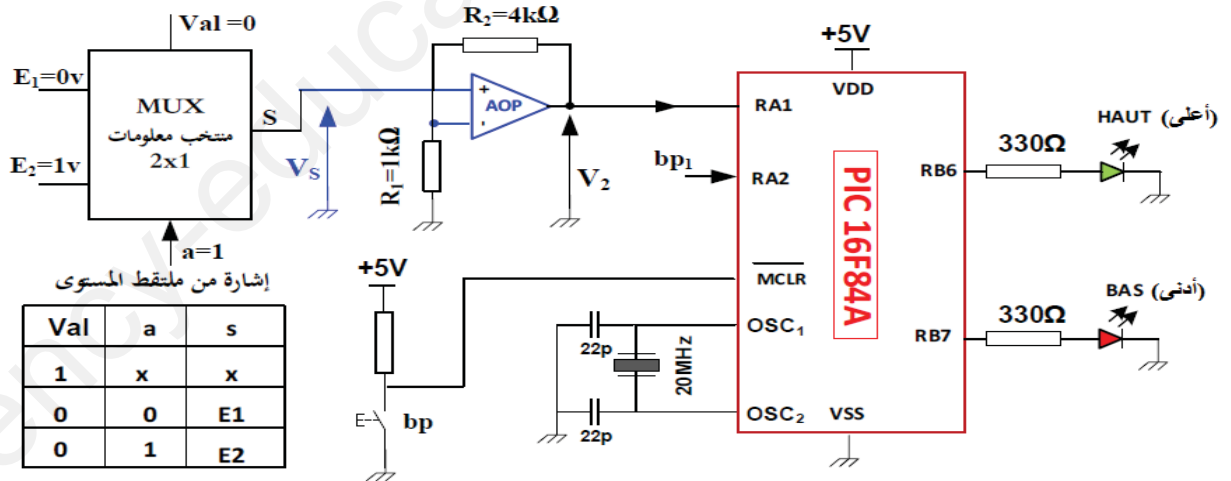 Val =0
E1=0v
E2=1v
MUX
منتخب معلومات
2x1
S
a=1
إشارة من ملتقط المستوى
Val a s
1 x x
0 0 E1
0 1 E2
VS
R2=4kΩ
R1=1kΩ
+
-
AOP
V2
bp1
+5V
bp
+5V
VDD
RA1
RA2
MCLR
OSC1
OSC2
VSS
PIC 16F84A
RB6
RB7
22p
22p
20MHz
330Ω
HAUT (أعلى)
330Ω
BAS (أدنى)
ency-educa